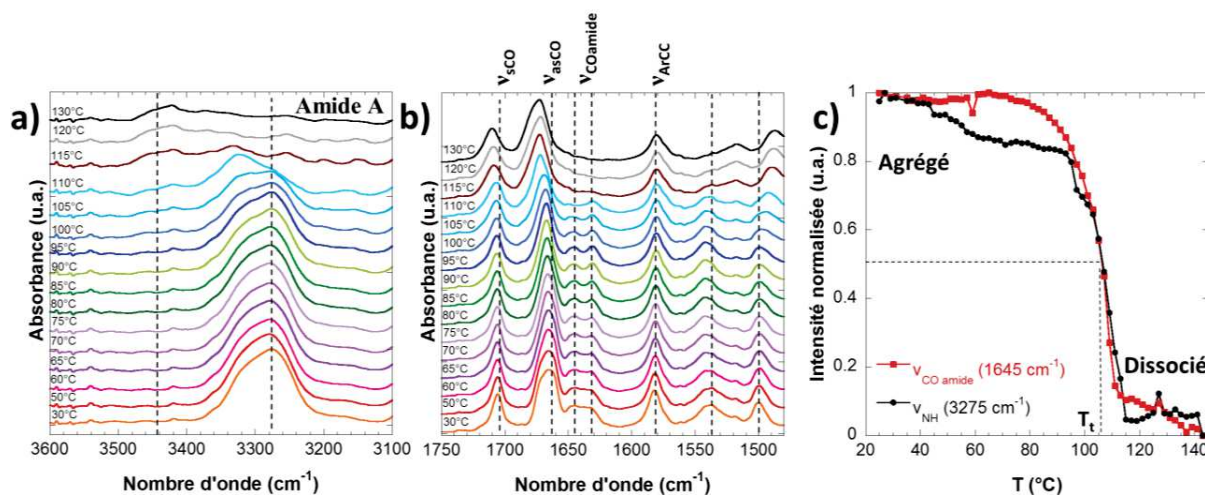 a)
Amide A
130°C
120°C
115°C
110°C
105°C
100°C
95°C
90°C
85°C
80°C
75°C
70°C
65°C
60°C
50°C
30°C
Absorbance (u.a.)
3600 3500 3400 3300 3200 3100
Nombre d'onde (cm-1)
b)
νsCO
νasCO
νCOamide
νArCC
130°C
120°C
115°C
110°C
105°C
100°C
95°C
90°C
85°C
80°C
75°C
70°C
65°C
60°C
50°C
30°C
Absorbance (u.a.)
1750 1700 1650 1600 1550 1500
Nombre d'onde (cm-1)
c)
Intensité normalisée (u.a.)
1
0.8
0.6
0.4
0.2
0
Agrégé
Dissocié
ν CO amide (1645 cm-1)
νNH (3275 cm-1)
Tt
20 40 60 80 100 120 140
T (°C)